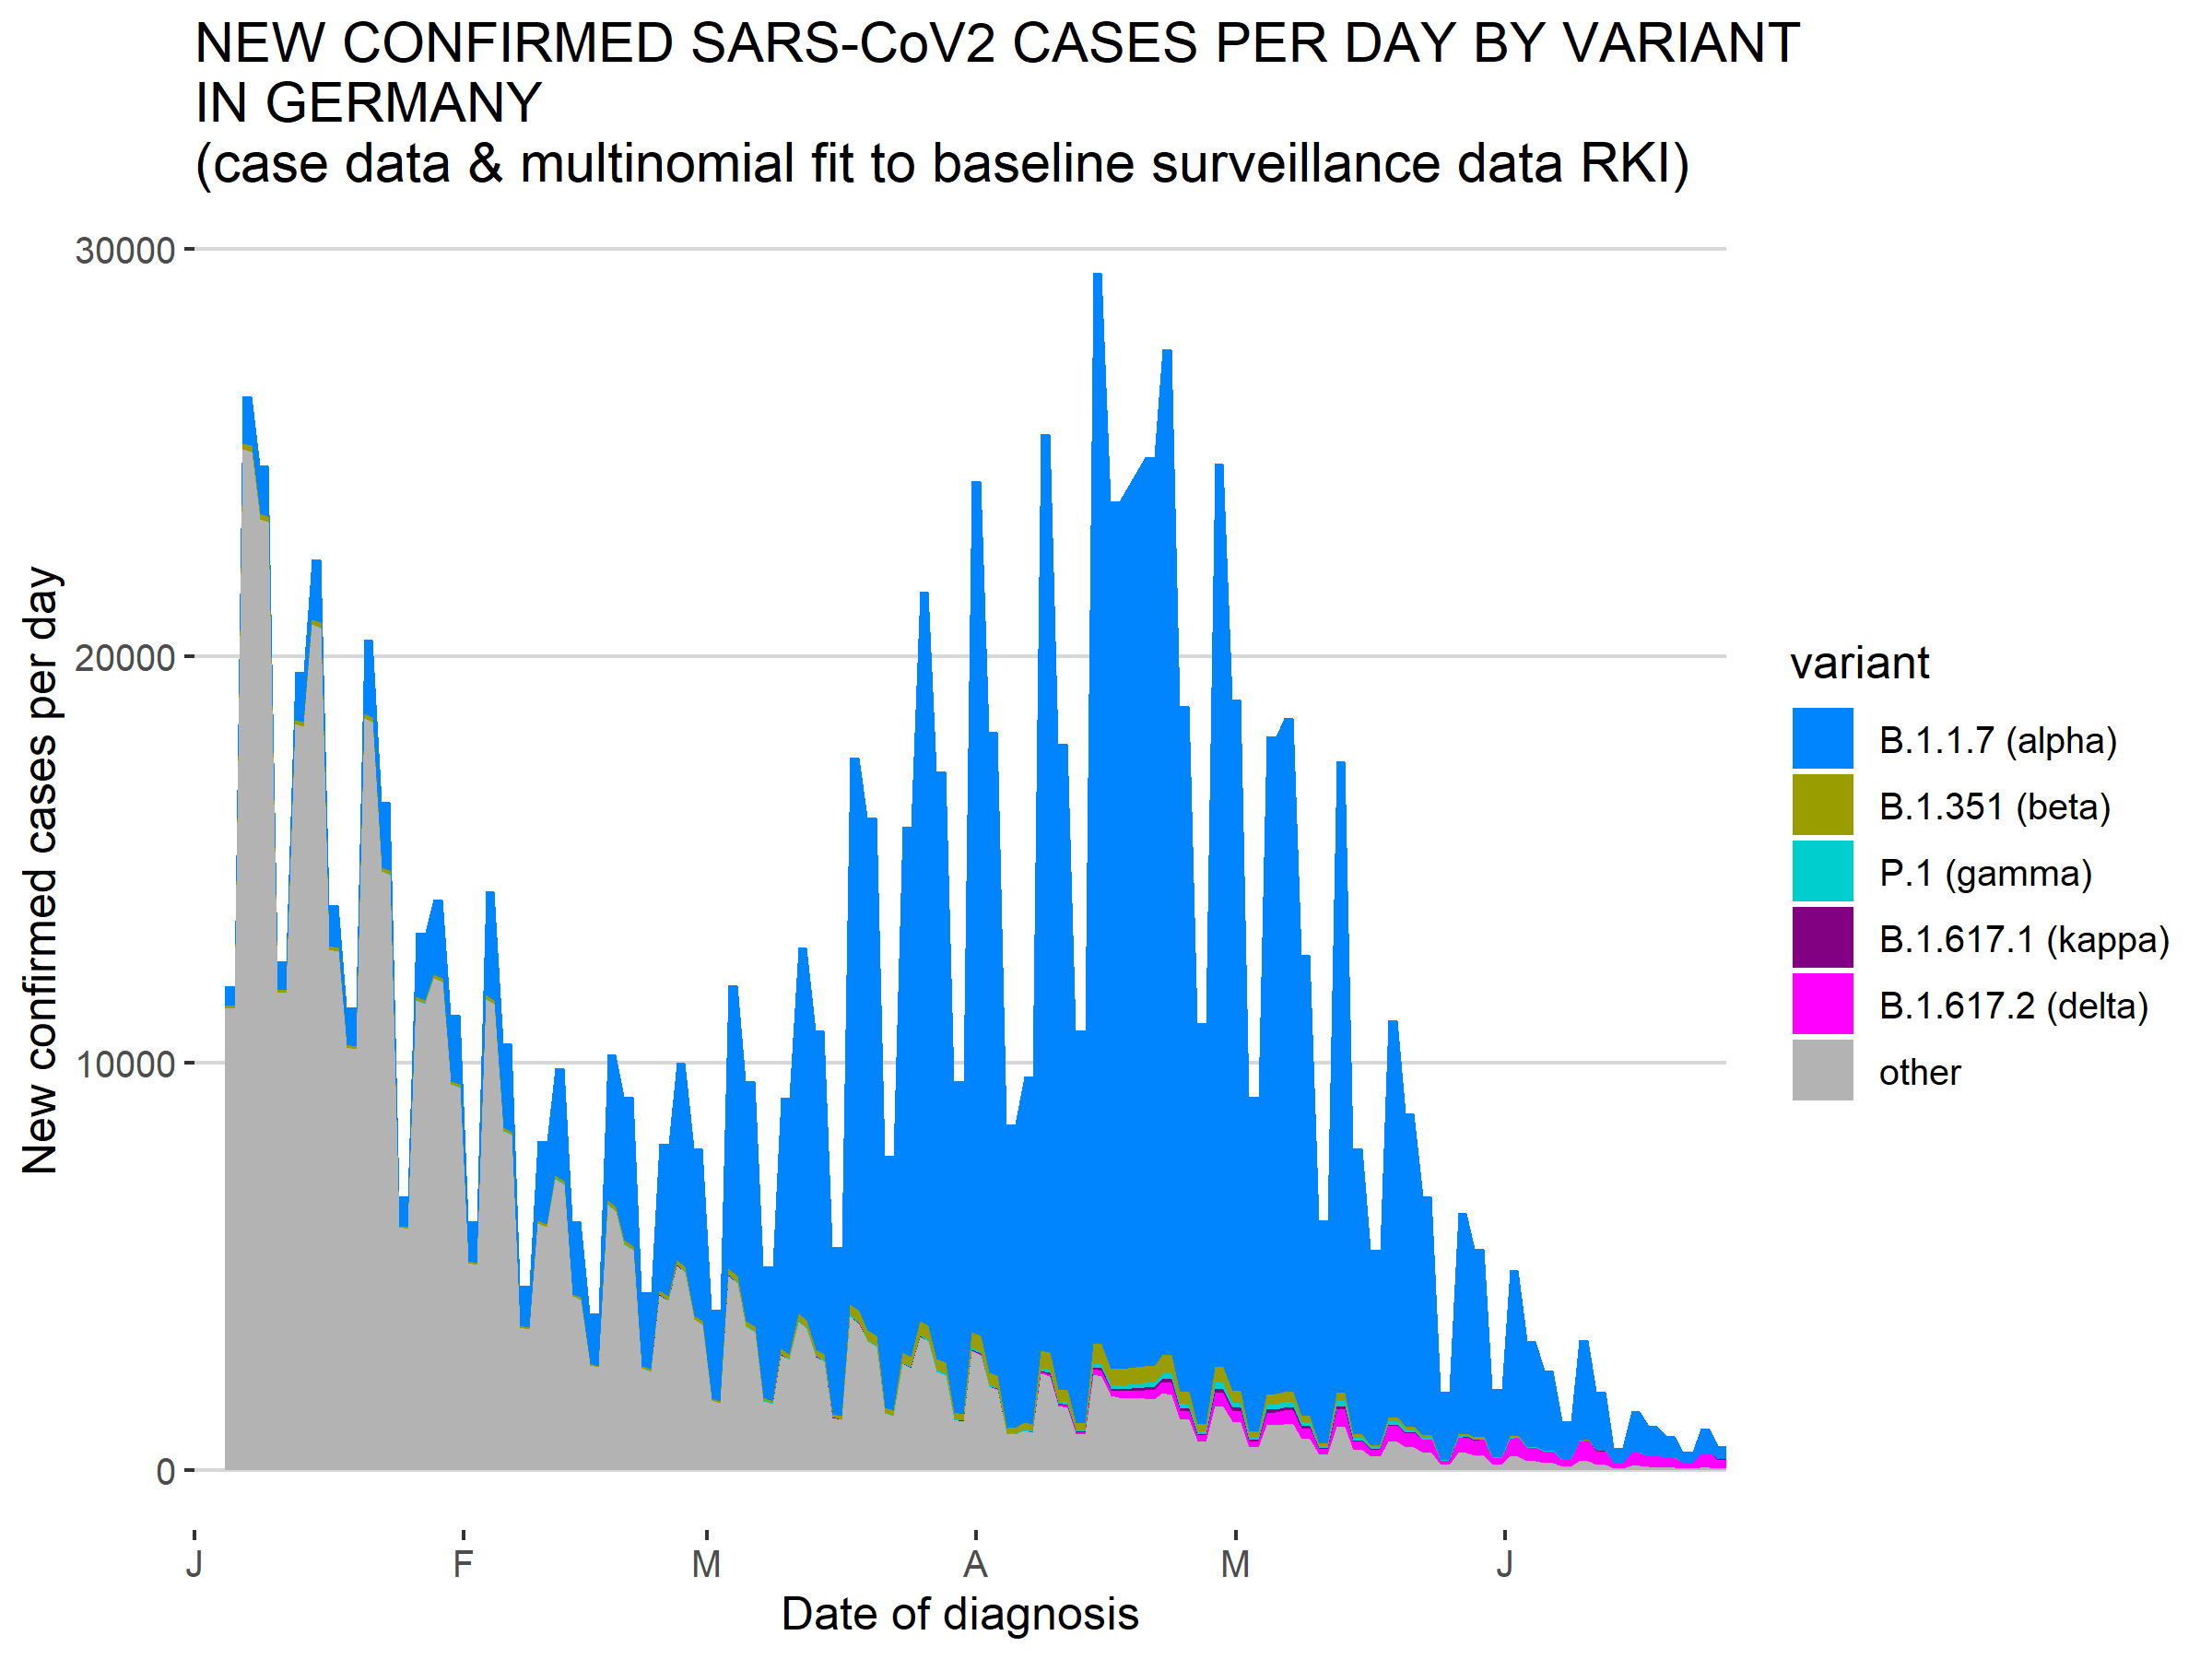 NEW CONFIRMED SARS-CoV2 CASES PER DAY BY VARIANT
IN GERMANY
(case data & multinomial fit to baseline surveillance data RKI)
New confirmed cases per day
30000
20000
10000
0
J F M A M J
Date of diagnosis
variant
B.1.1.7 (alpha)
B.1.351 (beta)
P.1 (gamma)
B.1.617.1 (kappa)
B.1.617.2 (delta)
other